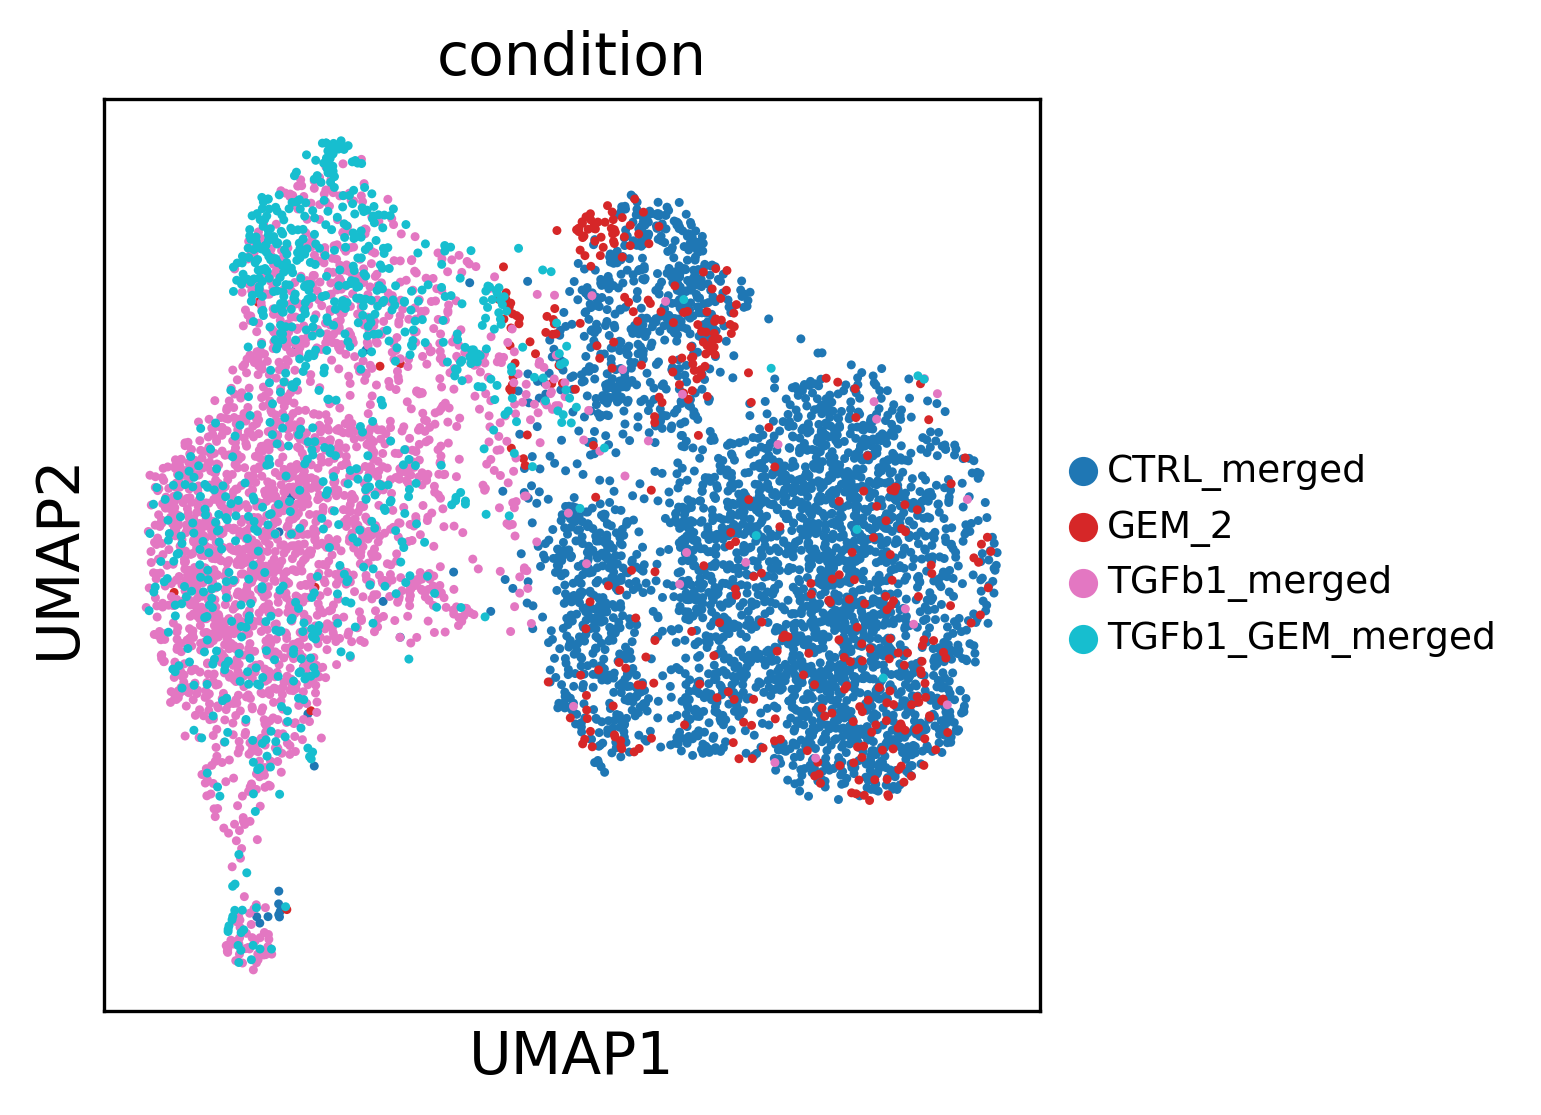 condition
UMAP2
UMAP1
CTRL_merged
GEM_2
TGFb1_merged
TGFb1_GEM_merged